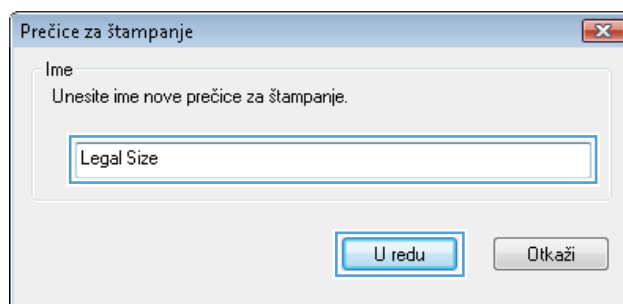 Prečice za štampanje
Ime
Unesite ime nove prečice za štampanje.
Legal Size
U redu
Otkaži